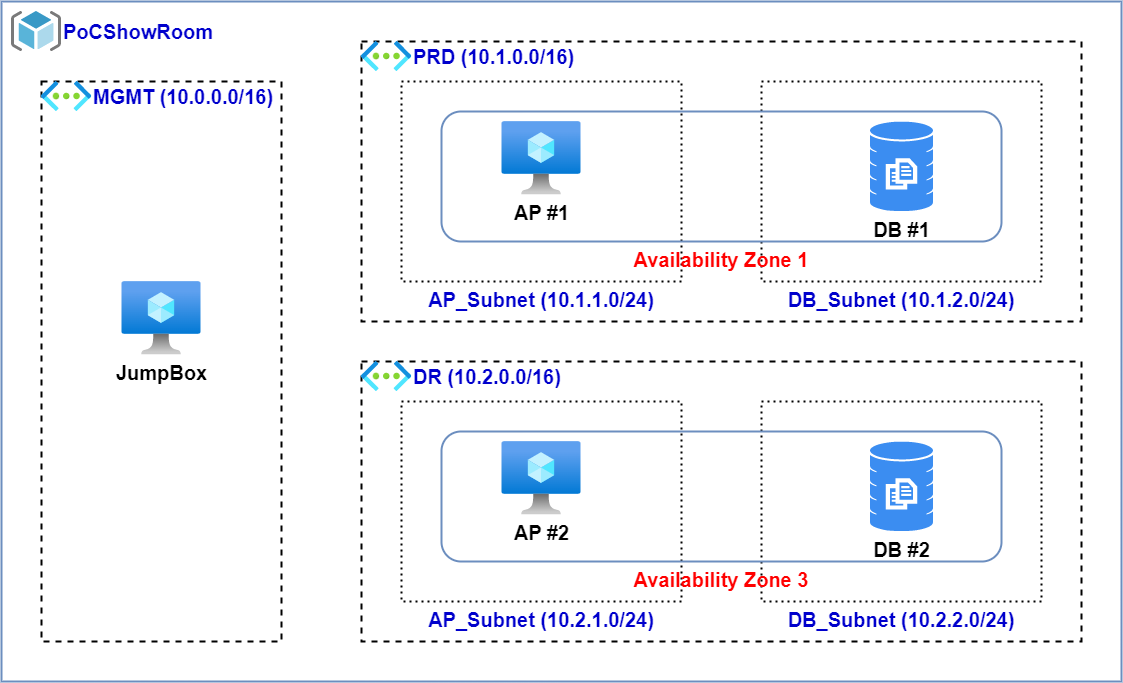 PoCShowRoom
MGMT (10.0.0.0/16)
JumpBox
PRD (10.1.0.0/16)
AP #1
DB #1
Availability Zone 1
AP_Subnet (10.1.1.0/24)
DB_Subnet (10.1.2.0/24)
DR (10.2.0.0/16)
AP #2
DB #2
Availability Zone 3
AP_Subnet (10.2.1.0/24)
DB_Subnet (10.2.2.0/24)